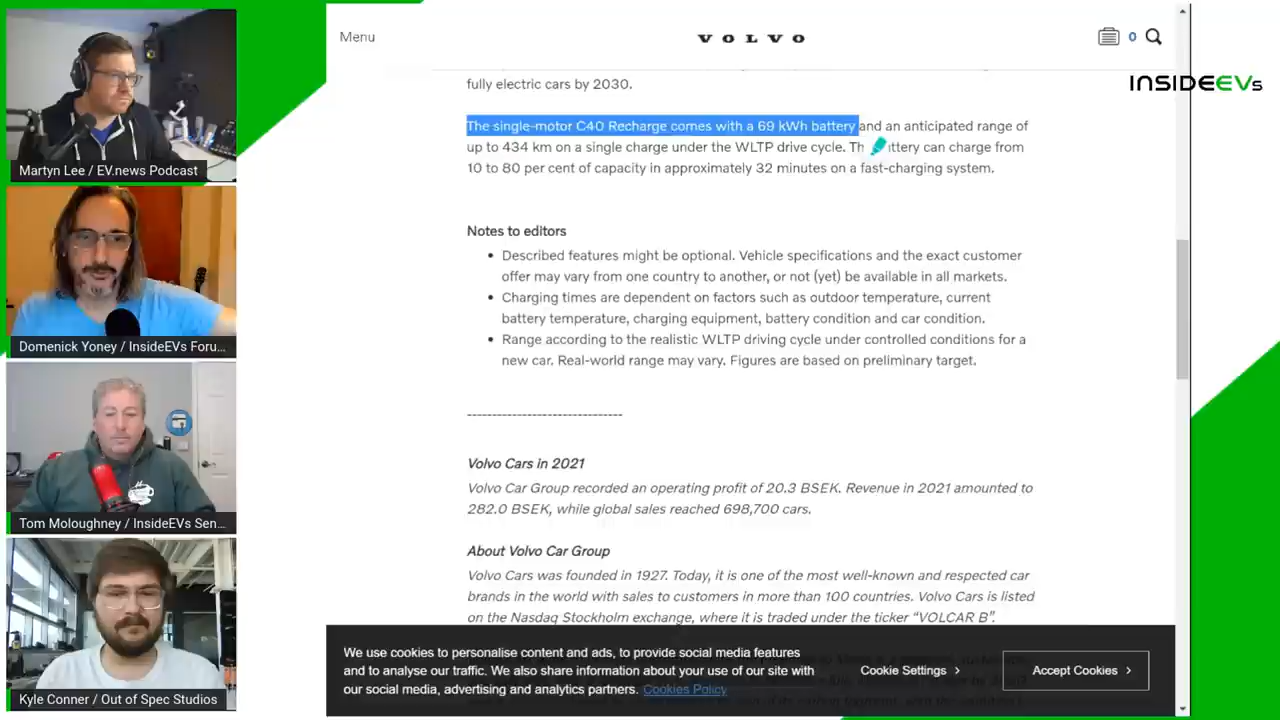 Menu
VOLVO
0
INSIDEEVs
fully electric cars by 2030.
The single-motor C40 Recharge comes with a 69 kWh battery and an anticipated range of
up to 434 km on a single charge under the WLTP drive cycle. Th ttery can charge from
10 to 80 per cent of capacity in approximately 32 minutes on a fast-charging system.
Notes to editors
• Described features might be optional. Vehicle specifications and the exact customer
offer may vary from one country to another, or not (yet) be available in all markets.
• Charging times are dependent on factors such as outdoor temperature, current
battery temperature, charging equipment, battery condition and car condition.
• Range according to the realistic WLTP driving cycle under controlled conditions for a
new car. Real-world range may vary. Figures are based on preliminary target.
------------------------------
Volvo Cars in 2021
Volvo Car Group recorded an operating profit of 20.3 BSEK. Revenue in 2021 amounted to
282.0 BSEK, while global sales reached 698,700 cars.
About Volvo Car Group
Volvo Cars was founded in 1927. Today, it is one of the most well-known and respected car
brands in the world with sales to customers in more than 100 countries. Volvo Cars is listed
on the Nasdaq Stockholm exchange, where it is traded under the ticker “VOLCAR B”.
We use cookies to personalise content and ads, to provide social media features
and to analyse our traffic. We also share information about your use of our site with
our social media, advertising and analytics partners. Cookies Policy
Cookie Settings
Accept Cookies
Martyn Lee / EV.news Podcast
Domenick Yoney / InsideEVs Foru...
Tom Moloughney / InsideEVs Sen...
Kyle Conner / Out of Spec Studios